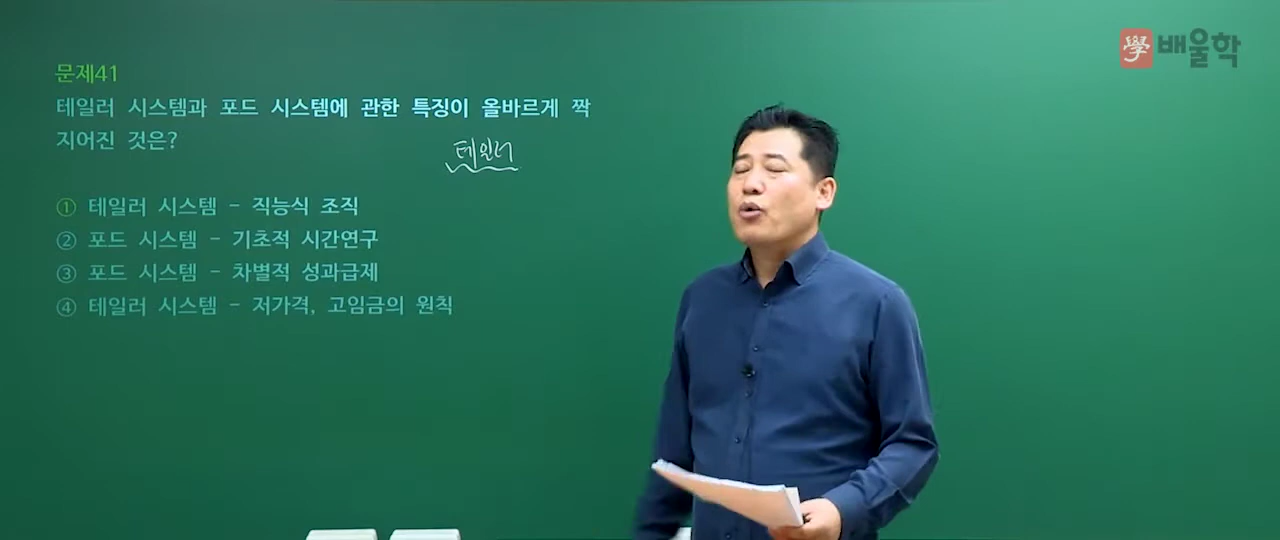 學 배울학
문제41
테일러 시스템과 포드 시스템에 관한 특징이 올바르게 짝
지어진 것은?
테일러
① 테일러 시스템 - 직능식 조직
② 포드 시스템 - 기초적 시간연구
③ 포드 시스템 - 차별적 성과급제
④ 테일러 시스템 - 저가격, 고임금의 원칙